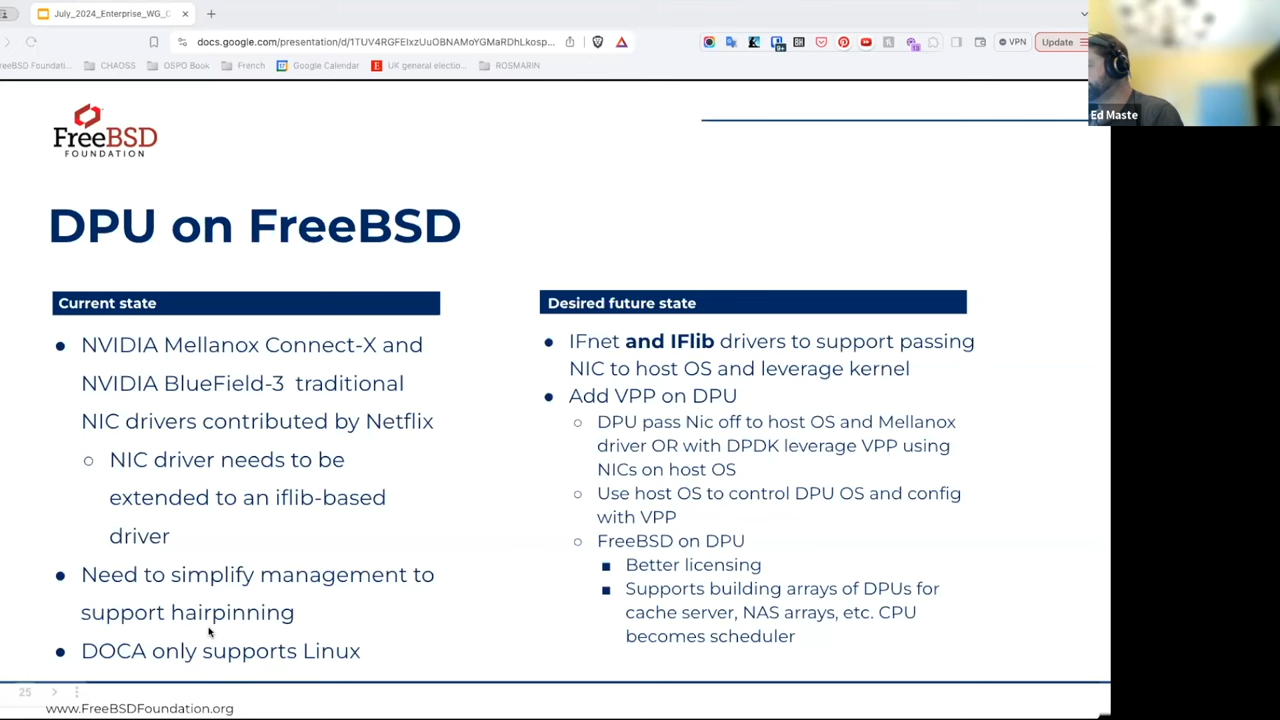 July_2024_Enterprise_WG_C
docs.google.com/presentation/d/1TUV4RGFEIxzUuOBNAMoYGMaRDhLkosp...
VPN
Update
reeBSD Foundati...
CHAOSS
OSPO Book
French
Google Calendar
UK general electio...
ROSMARIN
Ed Maste
FreeBSD
FOUNDATION
DPU on FreeBSD
Current state
NVIDIA Mellanox Connect-X and
NVIDIA BlueField-3 traditional
NIC drivers contributed by Netflix
NIC driver needs to be
extended to an iflib-based
driver
Need to simplify management to
support hairpinning
DOCA only supports Linux
Desired future state
IFnet and IFlib drivers to support passing
NIC to host OS and leverage kernel
Add VPP on DPU
DPU pass Nic off to host OS and Mellanox
driver OR with DPDK leverage VPP using
NICs on host OS
Use host OS to control DPU OS and config
with VPP
FreeBSD on DPU
Better licensing
Supports building arrays of DPUs for
cache server, NAS arrays, etc. CPU
becomes scheduler
25
www.FreeBSDFoundation.org